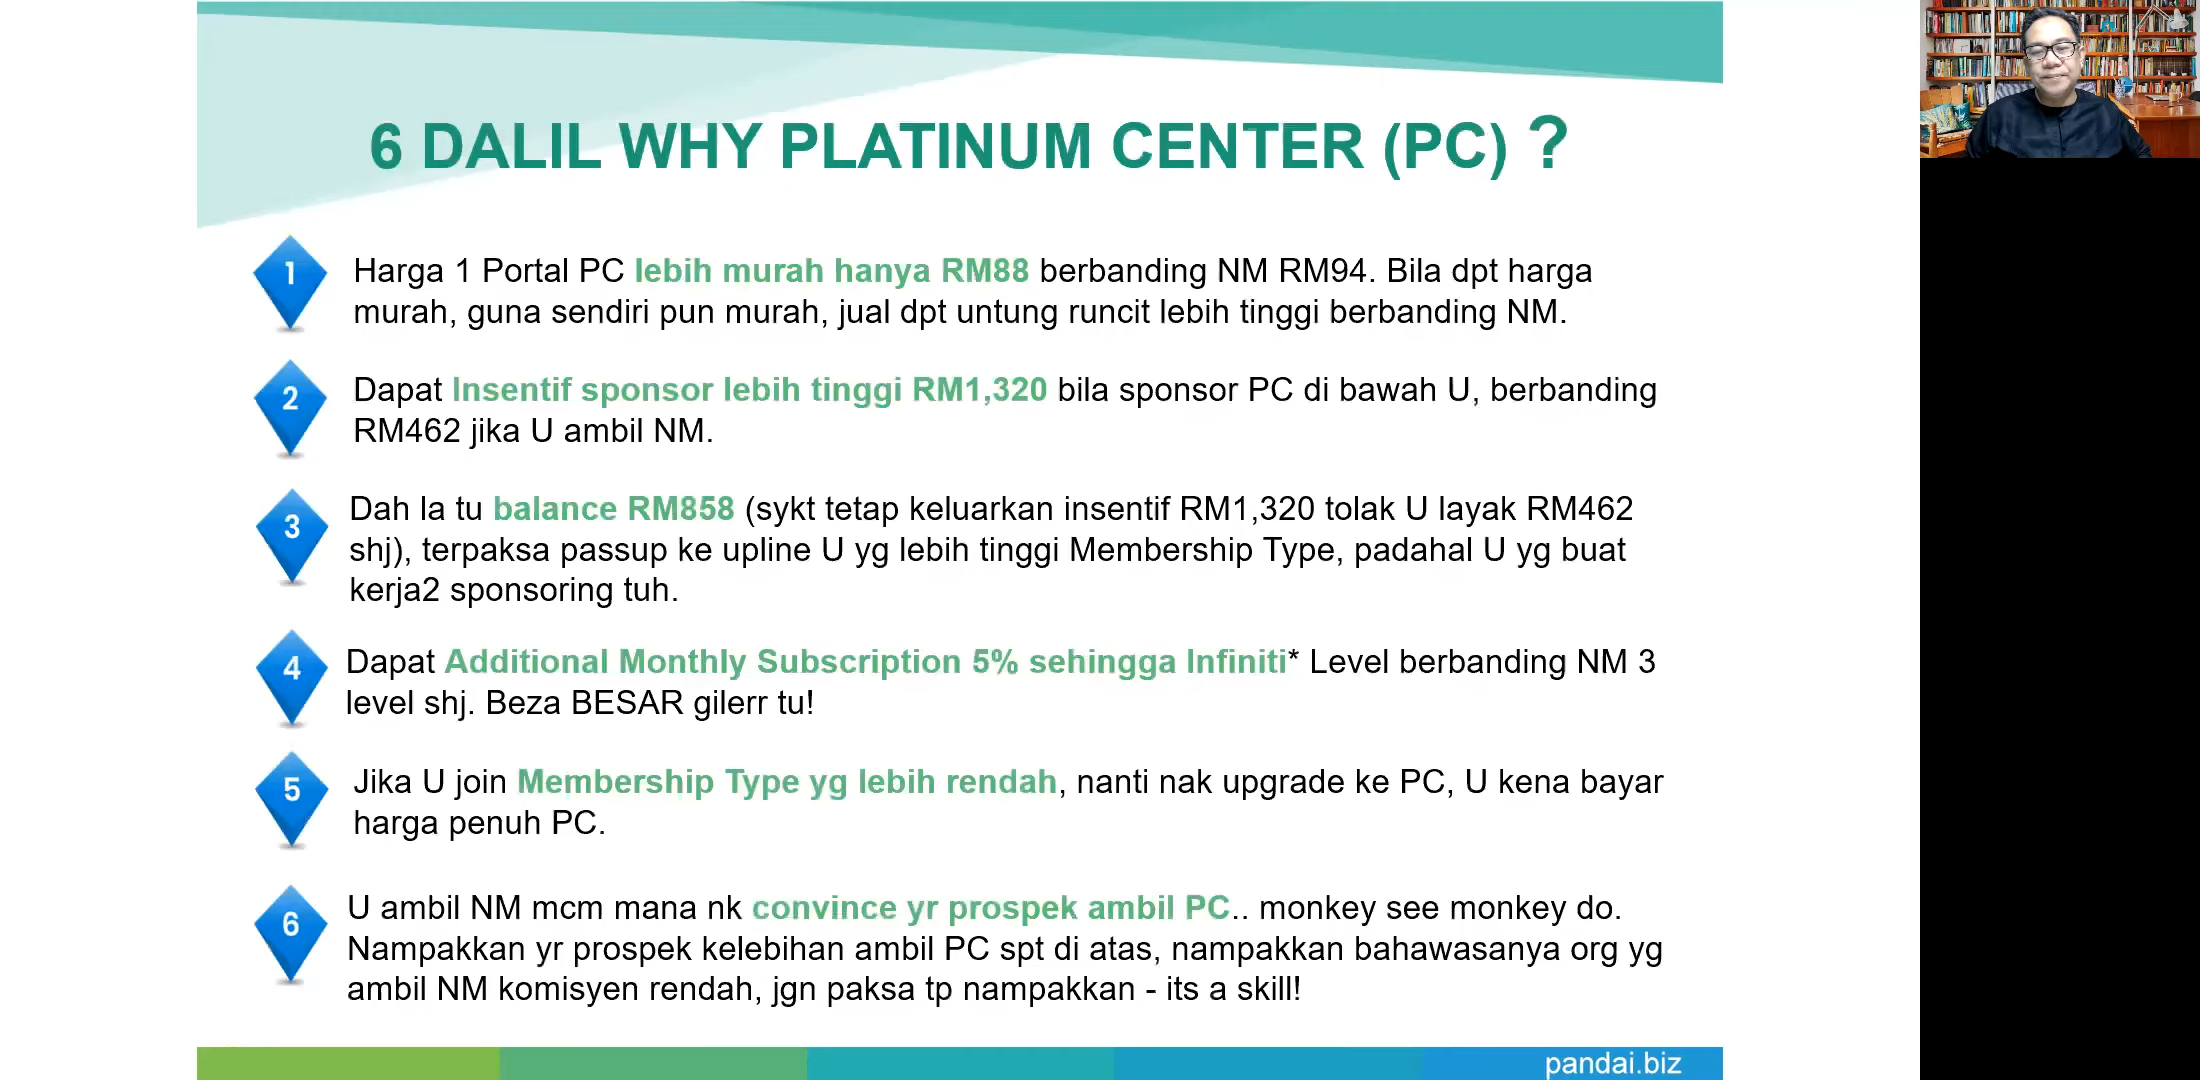 6 DALIL WHY PLATINUM CENTER (PC) ?
1
Harga 1 Portal PC lebih murah hanya RM88 berbanding NM RM94. Bila dpt harga
murah, guna sendiri pun murah, jual dpt untung runcit lebih tinggi berbanding NM.
2
Dapat Insentif sponsor lebih tinggi RM1,320 bila sponsor PC di bawah U, berbanding
RM462 jika U ambil NM.
3
Dah la tu balance RM858 (sykt tetap keluarkan insentif RM1,320 tolak U layak RM462
shj), terpaksa passup ke upline U yg lebih tinggi Membership Type, padahal U yg buat
kerja2 sponsoring tuh.
4
Dapat Additional Monthly Subscription 5% sehingga Infiniti* Level berbanding NM 3
level shj. Beza BESAR gilerr tu!
5
Jika U join Membership Type yg lebih rendah, nanti nak upgrade ke PC, U kena bayar
harga penuh PC.
6
U ambil NM mcm mana nk convince yr prospek ambil PC.. monkey see monkey do.
Nampakkan yr prospek kelebihan ambil PC spt di atas, nampakkan bahawasanya org yg
ambil NM komisyen rendah, jgn paksa tp nampakkan - its a skill!
pandai.biz